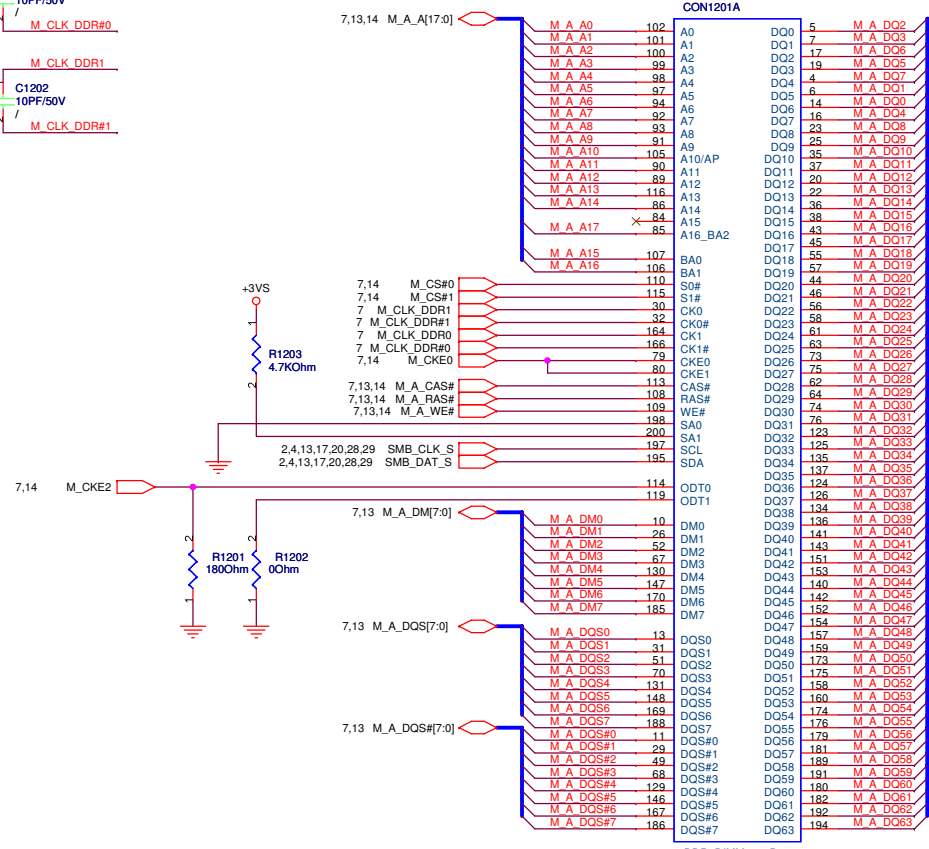 10PF/50V
/
M_CLK_DDR#0
M_CLK_DDR1
C1202
10PF/50V
/
M_CLK_DDR#1
+3VS
1
R1203
4.7KOhm
2
7,13,14 M_A_A[17:0]
7,14 M_CS#0
7,14 M_CS#1
7 M_CLK_DDR1
7 M_CLK_DDR#1
7 M_CLK_DDR0
7 M_CLK_DDR#0
7,14 M_CKE0
7,13,14 M_A_CAS#
7,13,14 M_A_RAS#
7,13,14 M_A_WE#
2,4,13,17,20,28,29 SMB_CLK_S
2,4,13,17,20,28,29 SMB_DAT_S
7,14 M_CKE2
2
R1201
180Ohm
1
2
R1202
0Ohm
1
7,13 M_A_DM[7:0]
7,13 M_A_DQS[7:0]
7,13 M_A_DQS#[7:0]
CON1201A
M_A_A0 102 A0
M_A_A1 101 A1
M_A_A2 100 A2
M_A_A3 99 A3
M_A_A4 98 A4
M_A_A5 97 A5
M_A_A6 94 A6
M_A_A7 92 A7
M_A_A8 93 A8
M_A_A9 91 A9
M_A_A10 105 A10/AP
M_A_A11 90 A11
M_A_A12 89 A12
M_A_A13 116 A13
M_A_A14 86 A14
84 A15
M_A_A17 85 A16_BA2
M_A_A15 107 BA0
M_A_A16 106 BA1
110 S0#
115 S1#
30 CK0
32 CK0#
164 CK1
166 CK1#
79 CKE0
80 CKE1
113 CAS#
108 RAS#
109 WE#
198 SA0
200 SA1
197 SCL
195 SDA
114 ODT0
119 ODT1
M_A_DM0 10 DM0
M_A_DM1 26 DM1
M_A_DM2 52 DM2
M_A_DM3 67 DM3
M_A_DM4 130 DM4
M_A_DM5 147 DM5
M_A_DM6 170 DM6
M_A_DM7 185 DM7
M_A_DQS0 13 DQS0
M_A_DQS1 31 DQS1
M_A_DQS2 51 DQS2
M_A_DQS3 70 DQS3
M_A_DQS4 131 DQS4
M_A_DQS5 148 DQS5
M_A_DQS6 169 DQS6
M_A_DQS7 188 DQS7
M_A_DQS#0 11 DQS#0
M_A_DQS#1 29 DQS#1
M_A_DQS#2 49 DQS#2
M_A_DQS#3 68 DQS#3
M_A_DQS#4 129 DQS#4
M_A_DQS#5 146 DQS#5
M_A_DQS#6 167 DQS#6
M_A_DQS#7 186 DQS#7
DQ0 5 M_A_DQ2
DQ1 7 M_A_DQ3
DQ2 17 M_A_DQ6
DQ3 19 M_A_DQ5
DQ4 4 M_A_DQ7
DQ5 6 M_A_DQ1
DQ6 14 M_A_DQ0
DQ7 16 M_A_DQ4
DQ8 23 M_A_DQ8
DQ9 25 M_A_DQ9
DQ10 35 M_A_DQ10
DQ11 37 M_A_DQ11
DQ12 20 M_A_DQ12
DQ13 22 M_A_DQ13
DQ14 36 M_A_DQ14
DQ15 38 M_A_DQ15
DQ16 43 M_A_DQ16
DQ17 45 M_A_DQ17
DQ18 55 M_A_DQ18
DQ19 57 M_A_DQ19
DQ20 44 M_A_DQ20
DQ21 46 M_A_DQ21
DQ22 56 M_A_DQ22
DQ23 58 M_A_DQ23
DQ24 61 M_A_DQ24
DQ25 63 M_A_DQ25
DQ26 73 M_A_DQ26
DQ27 75 M_A_DQ27
DQ28 62 M_A_DQ28
DQ29 64 M_A_DQ29
DQ30 74 M_A_DQ30
DQ31 76 M_A_DQ31
DQ32 123 M_A_DQ32
DQ33 125 M_A_DQ33
DQ34 135 M_A_DQ34
DQ35 137 M_A_DQ35
DQ36 124 M_A_DQ36
DQ37 126 M_A_DQ37
DQ38 134 M_A_DQ38
DQ39 136 M_A_DQ39
DQ40 141 M_A_DQ40
DQ41 143 M_A_DQ41
DQ42 151 M_A_DQ42
DQ43 153 M_A_DQ43
DQ44 140 M_A_DQ44
DQ45 142 M_A_DQ45
DQ46 152 M_A_DQ46
DQ47 154 M_A_DQ47
DQ48 157 M_A_DQ48
DQ49 159 M_A_DQ49
DQ50 173 M_A_DQ50
DQ51 175 M_A_DQ51
DQ52 158 M_A_DQ52
DQ53 160 M_A_DQ53
DQ54 174 M_A_DQ54
DQ55 176 M_A_DQ55
DQ56 179 M_A_DQ56
DQ57 181 M_A_DQ57
DQ58 189 M_A_DQ58
DQ59 191 M_A_DQ59
DQ60 180 M_A_DQ60
DQ61 182 M_A_DQ61
DQ62 192 M_A_DQ62
DQ63 194 M_A_DQ63